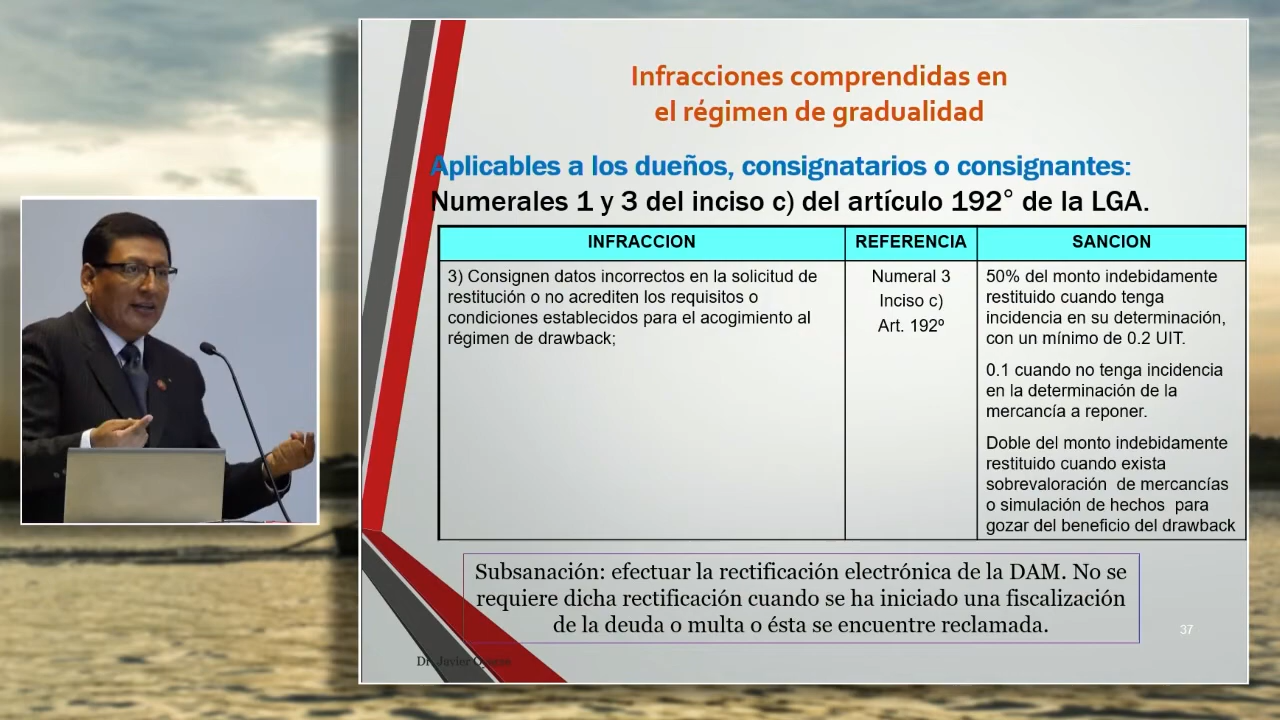 Infracciones comprendidas en
el régimen de gradualidad
Aplicables a los dueños, consignatarios o consignantes:
Numerales 1 y 3 del inciso c) del artículo 192° de la LGA.
INFRACCION REFERENCIA SANCION
3) Consignen datos incorrectos en la solicitud de
restitución o no acrediten los requisitos o
condiciones establecidos para el acogimiento al
régimen de drawback;
Numeral 3
Inciso c)
Art. 192º
50% del monto indebidamente
restituido cuando tenga
incidencia en su determinación,
con un mínimo de 0.2 UIT.
0.1 cuando no tenga incidencia
en la determinación de la
mercancía a reponer.
Doble del monto indebidamente
restituido cuando exista
sobrevaloración de mercancías
o simulación de hechos para
gozar del beneficio del drawback
Subsanación: efectuar la rectificación electrónica de la DAM. No se
requiere dicha rectificación cuando se ha iniciado una fiscalización
de la deuda o multa o ésta se encuentre reclamada.
37
Dr. Javier